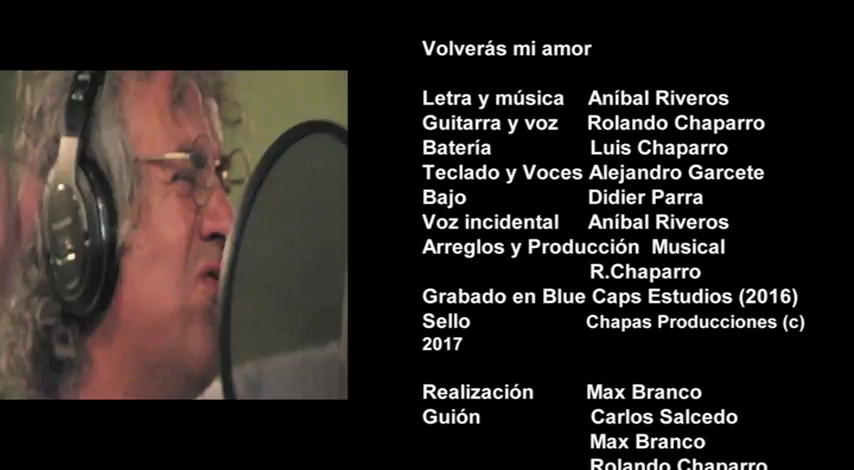 Volverás mi amor
Letra y música Aníbal Riveros
Guitarra y voz Rolando Chaparro
Batería Luis Chaparro
Teclado y Voces Alejandro Garcete
Bajo Didier Parra
Voz incidental Aníbal Riveros
Arreglos y Producción Musical
R.Chaparro
Grabado en Blue Caps Estudios (2016)
Sello Chapas Producciones (c)
2017
Realización Max Branco
Guión Carlos Salcedo
Max Branco
Rolando Chaparro